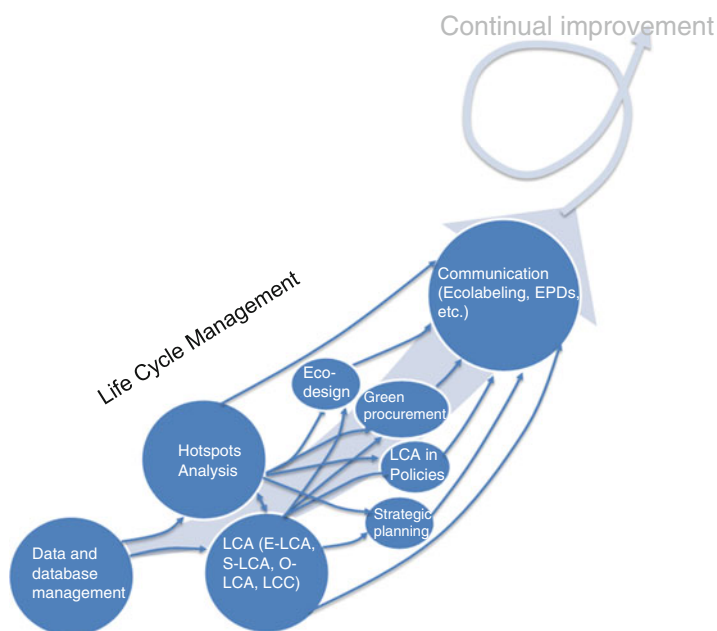 Continual improvement
Communication
(Ecolabeling, EPDs,
etc.)
Life Cycle Management
Eco-
design
Green
procurement
Hotspots
Analysis
LCA in
Policies
Strategic
planning
LCA (E-LCA,
S-LCA, O-
LCA, LCC)
Data and
database
management